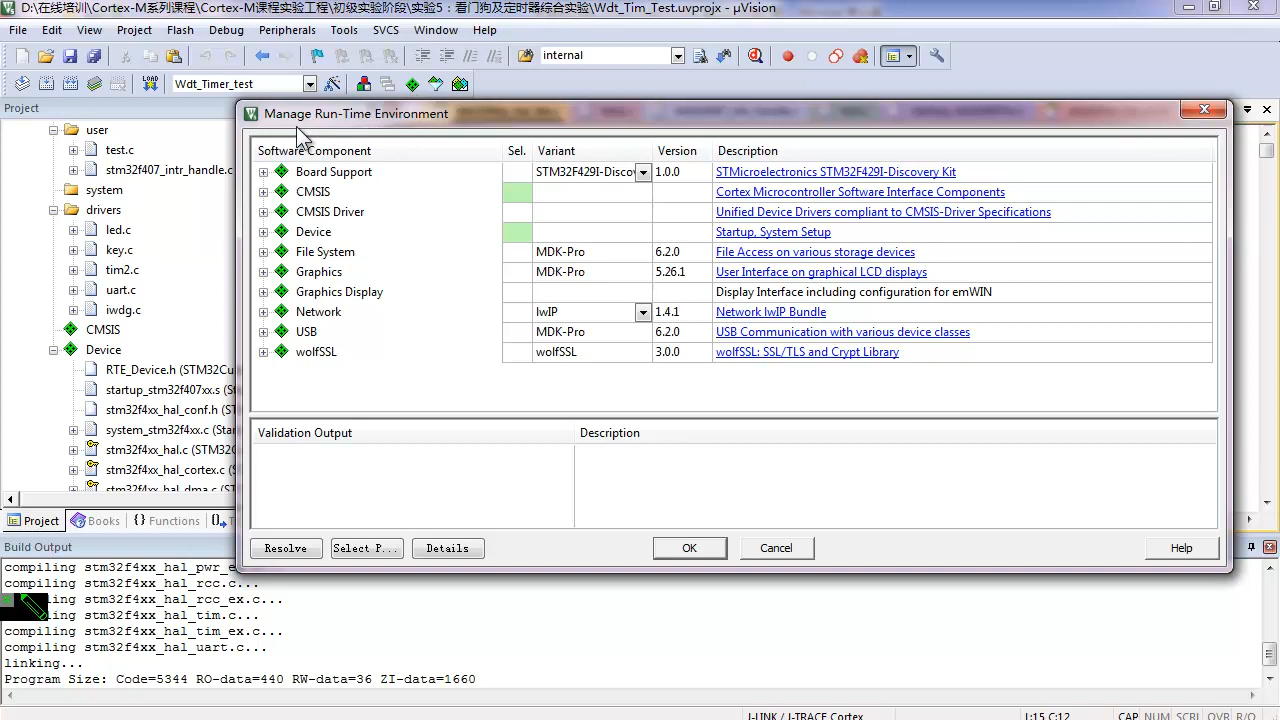 D:\在线培训\Cortex-M系列课程\Cortex-M课程实验工程\初级实验阶段\实验5：看门狗及定时器综合实验\Wdt_Tim_Test.uvprojx - µVision
File Edit View Project Flash Debug Peripherals Tools SVCS Window Help
internal
LOAD Wdt_Timer_test
Project
user
test.c
stm32f407_intr_handle.c
system
drivers
led.c
key.c
tim2.c
uart.c
iwdg.c
CMSIS
Device
RTE_Device.h (STM32Cu
startup_stm32f407xx.s (
stm32f4xx_hal_conf.h (
system_stm32f4xx.c (STM
stm32f4xx_hal.c (STM32C
stm32f4xx_hal_cortex.c (
stm32f4xx_hal_dma.c (ST
Manage Run-Time Environment
Software Component Sel. Variant Version Description
Board Support STM32F429I-Discov 1.0.0 STMicroelectronics STM32F429I-Discovery Kit
CMSIS Cortex Microcontroller Software Interface Components
CMSIS Driver Unified Device Drivers compliant to CMSIS-Driver Specifications
Device Startup, System Setup
File System MDK-Pro 6.2.0 File Access on various storage devices
Graphics MDK-Pro 5.26.1 User Interface on graphical LCD displays
Graphics Display Display Interface including configuration for emWIN
Network lwIP 1.4.1 Network lwIP Bundle
USB MDK-Pro 6.2.0 USB Communication with various device classes
wolfSSL wolfSSL 3.0.0 wolfSSL: SSL/TLS and Crypt Library
Validation Output Description
Resolve Select P... Details OK Cancel Help
Project Books Functions
Build Output
compiling stm32f4xx_hal_pwr_e
compiling stm32f4xx_hal_rcc.c...
ling stm32f4xx_hal_rcc_ex.c...
ling stm32f4xx_hal_tim.c...
compiling stm32f4xx_hal_tim_ex.c...
compiling stm32f4xx_hal_uart.c...
linking...
Program Size: Code=5344 RO-data=440 RW-data=36 ZI-data=1660
J-LINK / J-TRACE Cortex L:15 C:12 CAP NUM SCRL OVR R/O